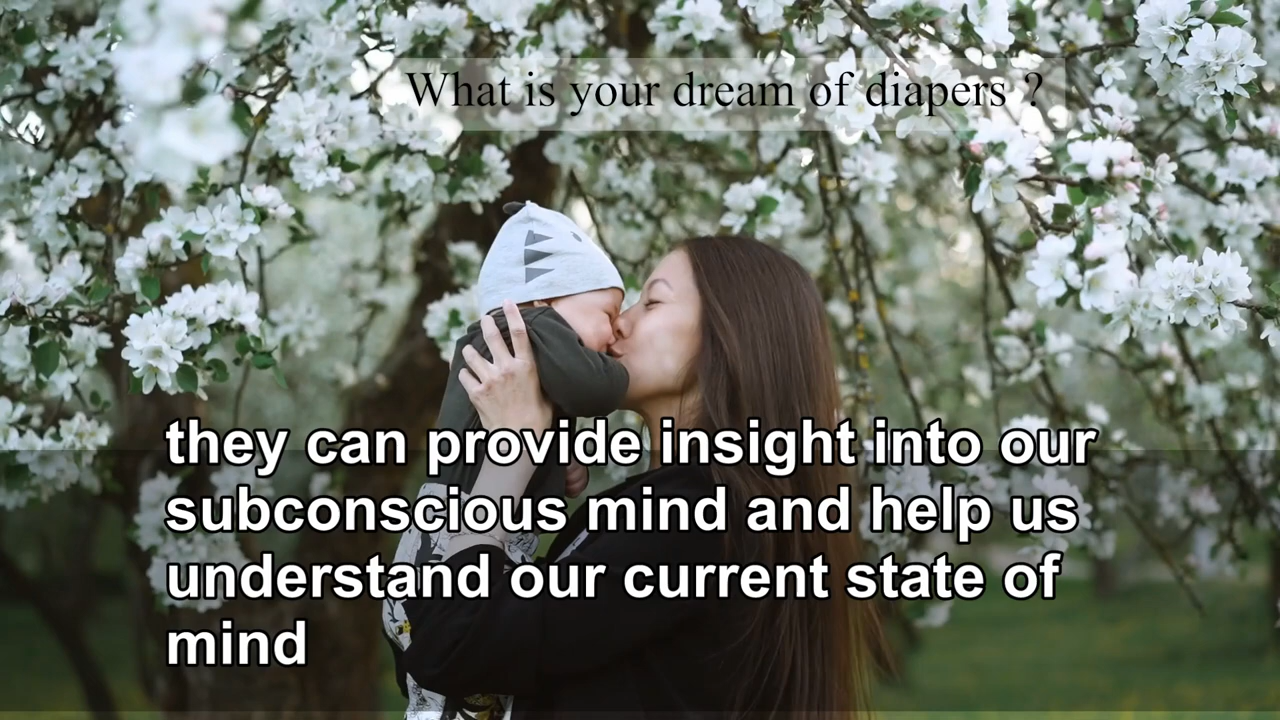 What is your dream of diapers ?
they can provide insight into our
subconscious mind and help us
understand our current state of
mind